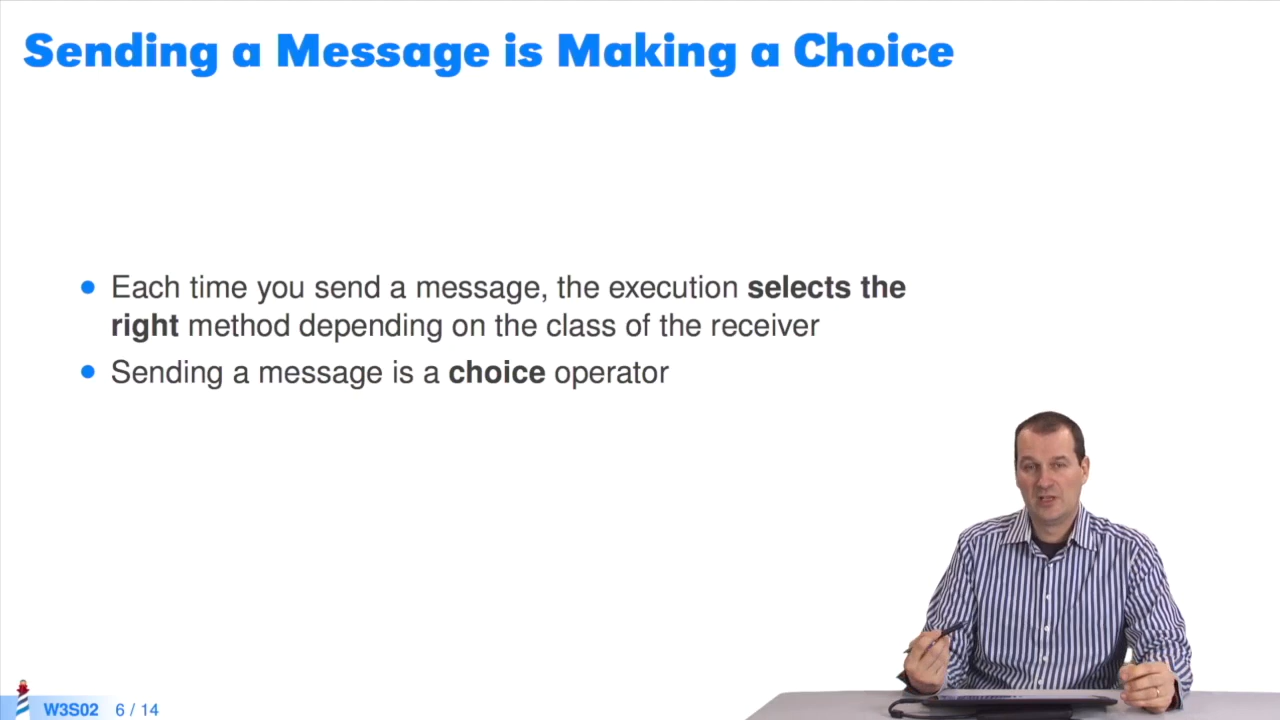 Sending a Message is Making a Choice
Each time you send a message, the execution selects the
right method depending on the class of the receiver
Sending a message is a choice operator
W3S02 6 / 14